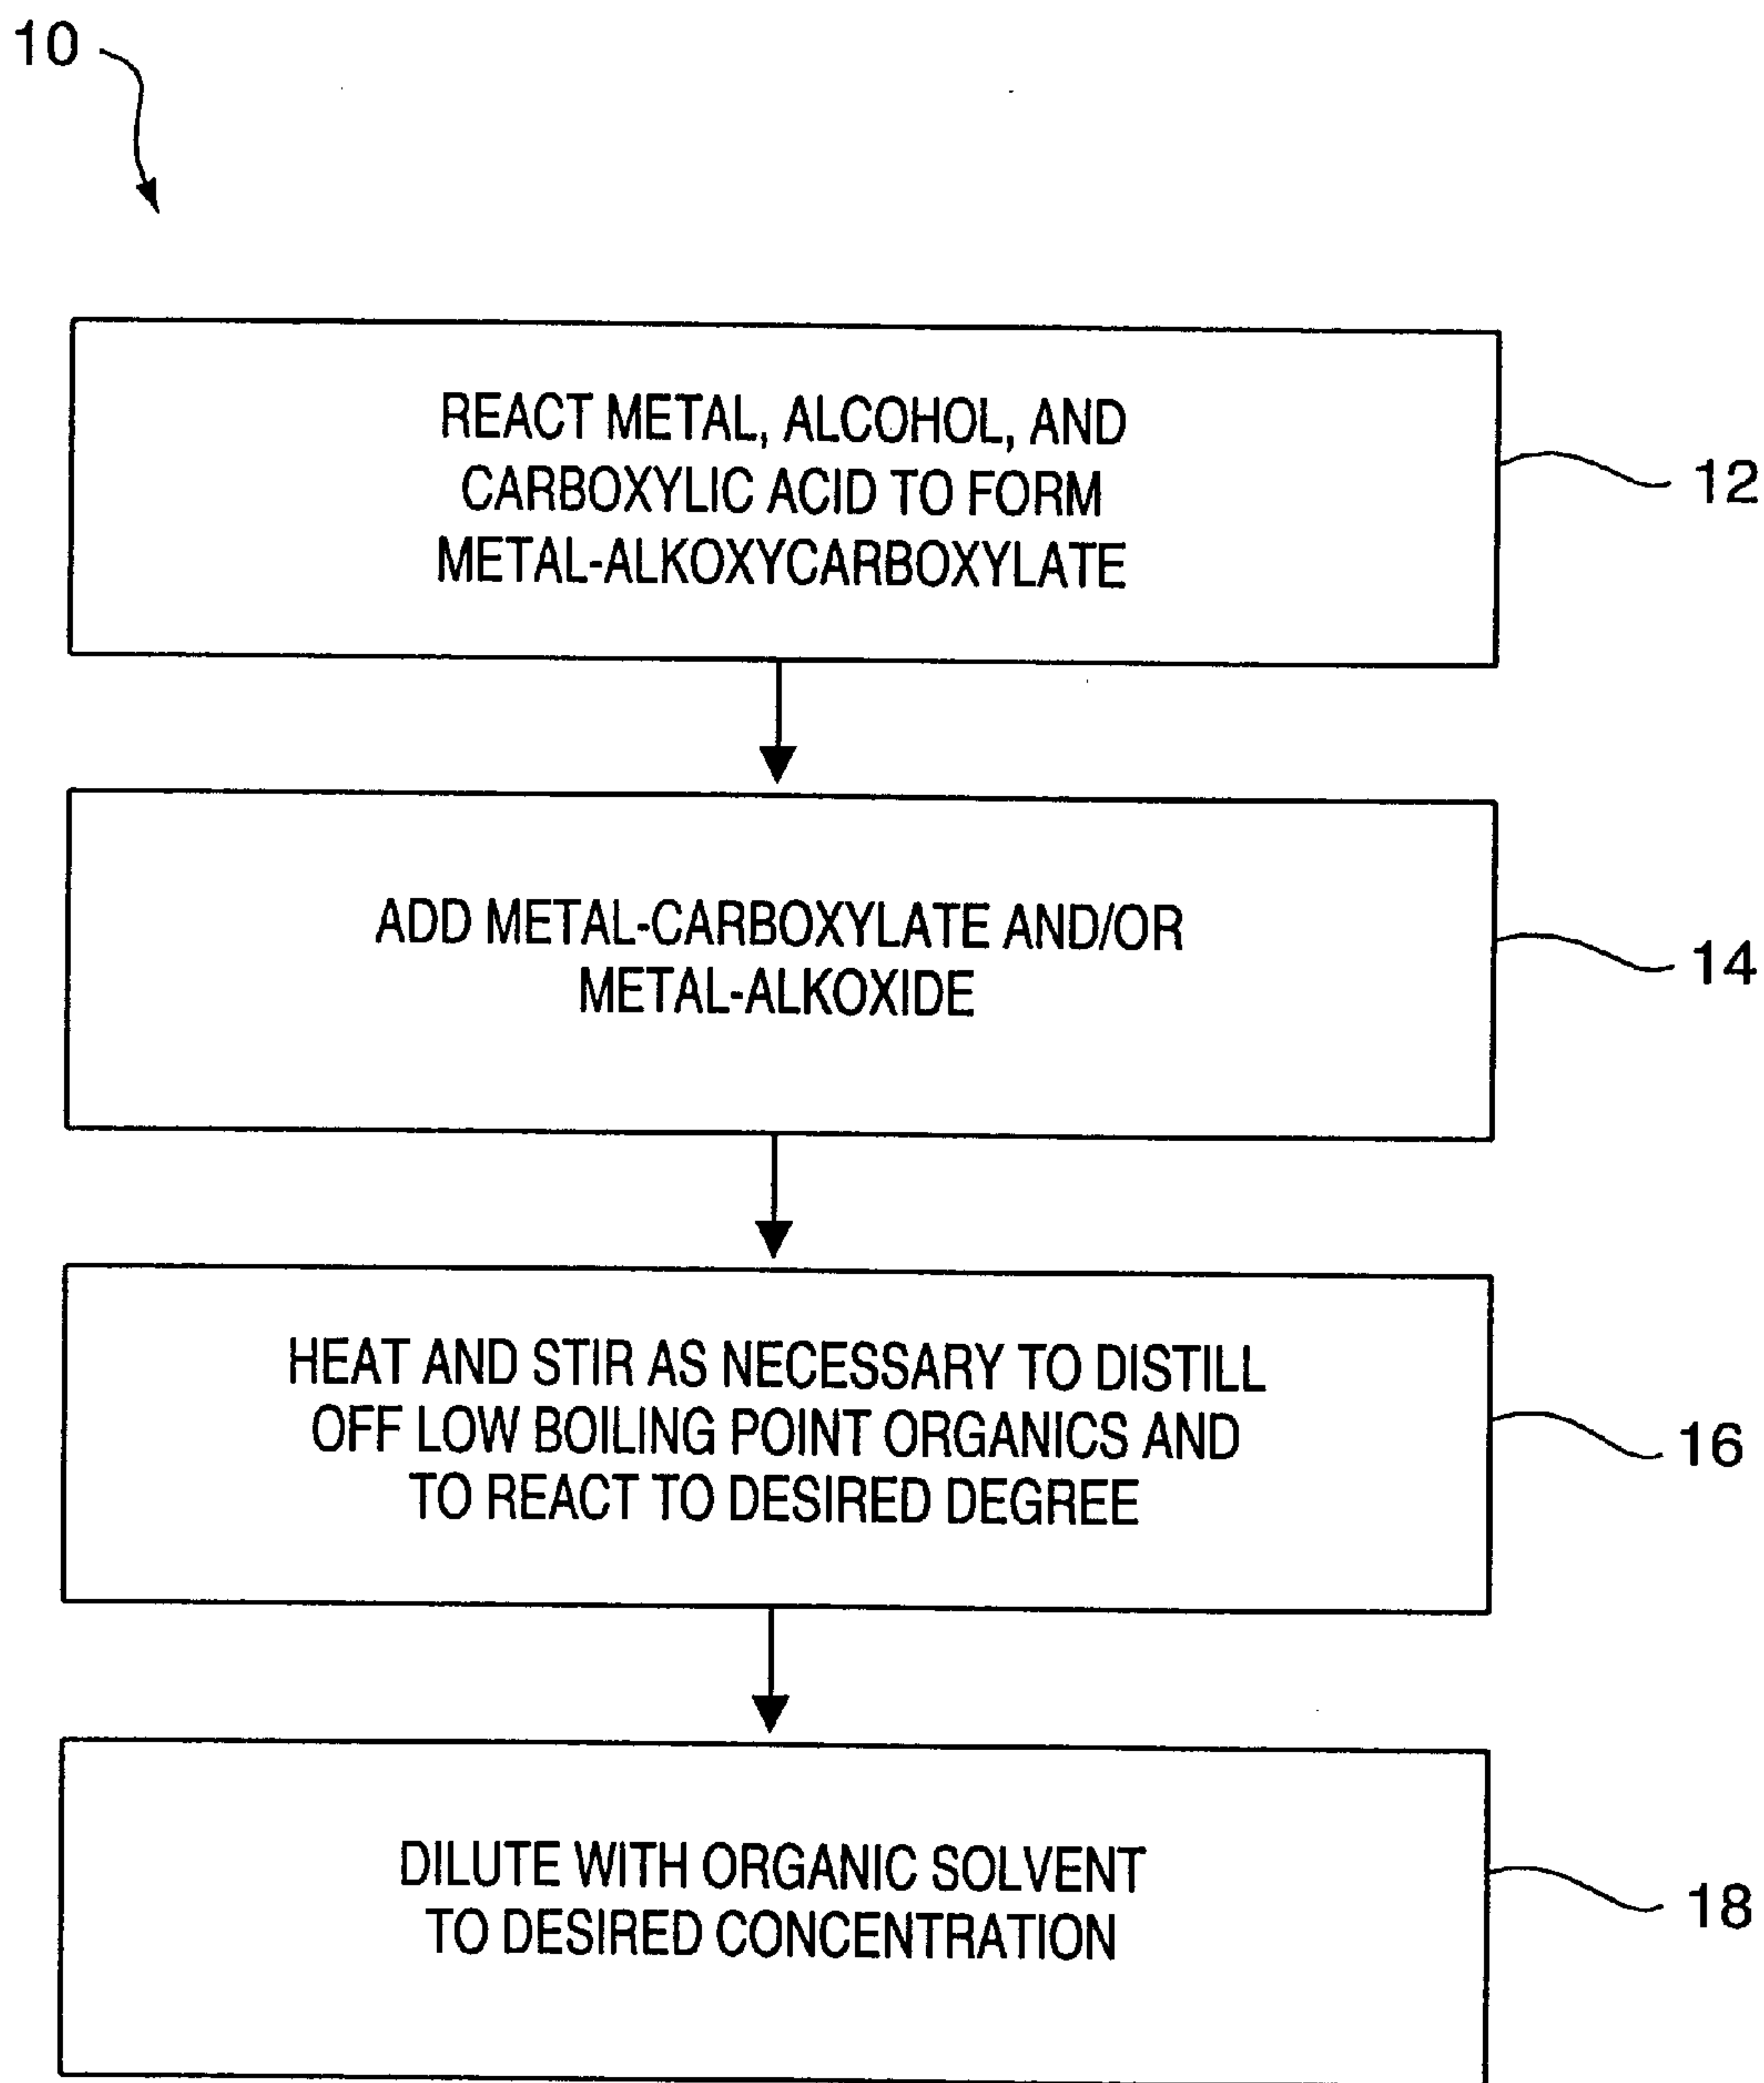 10
REACT METAL, ALCOHOL, AND
CARBOXYLIC ACID TO FORM
METAL-ALKOXYCARBOXYLATE
12
ADD METAL-CARBOXYLATE AND/OR
METAL-ALKOXIDE
14
HEAT AND STIR AS NECESSARY TO DISTILL
OFF LOW BOILING POINT ORGANICS AND
TO REACT TO DESIRED DEGREE
16
DILUTE WITH ORGANIC SOLVENT
TO DESIRED CONCENTRATION
18